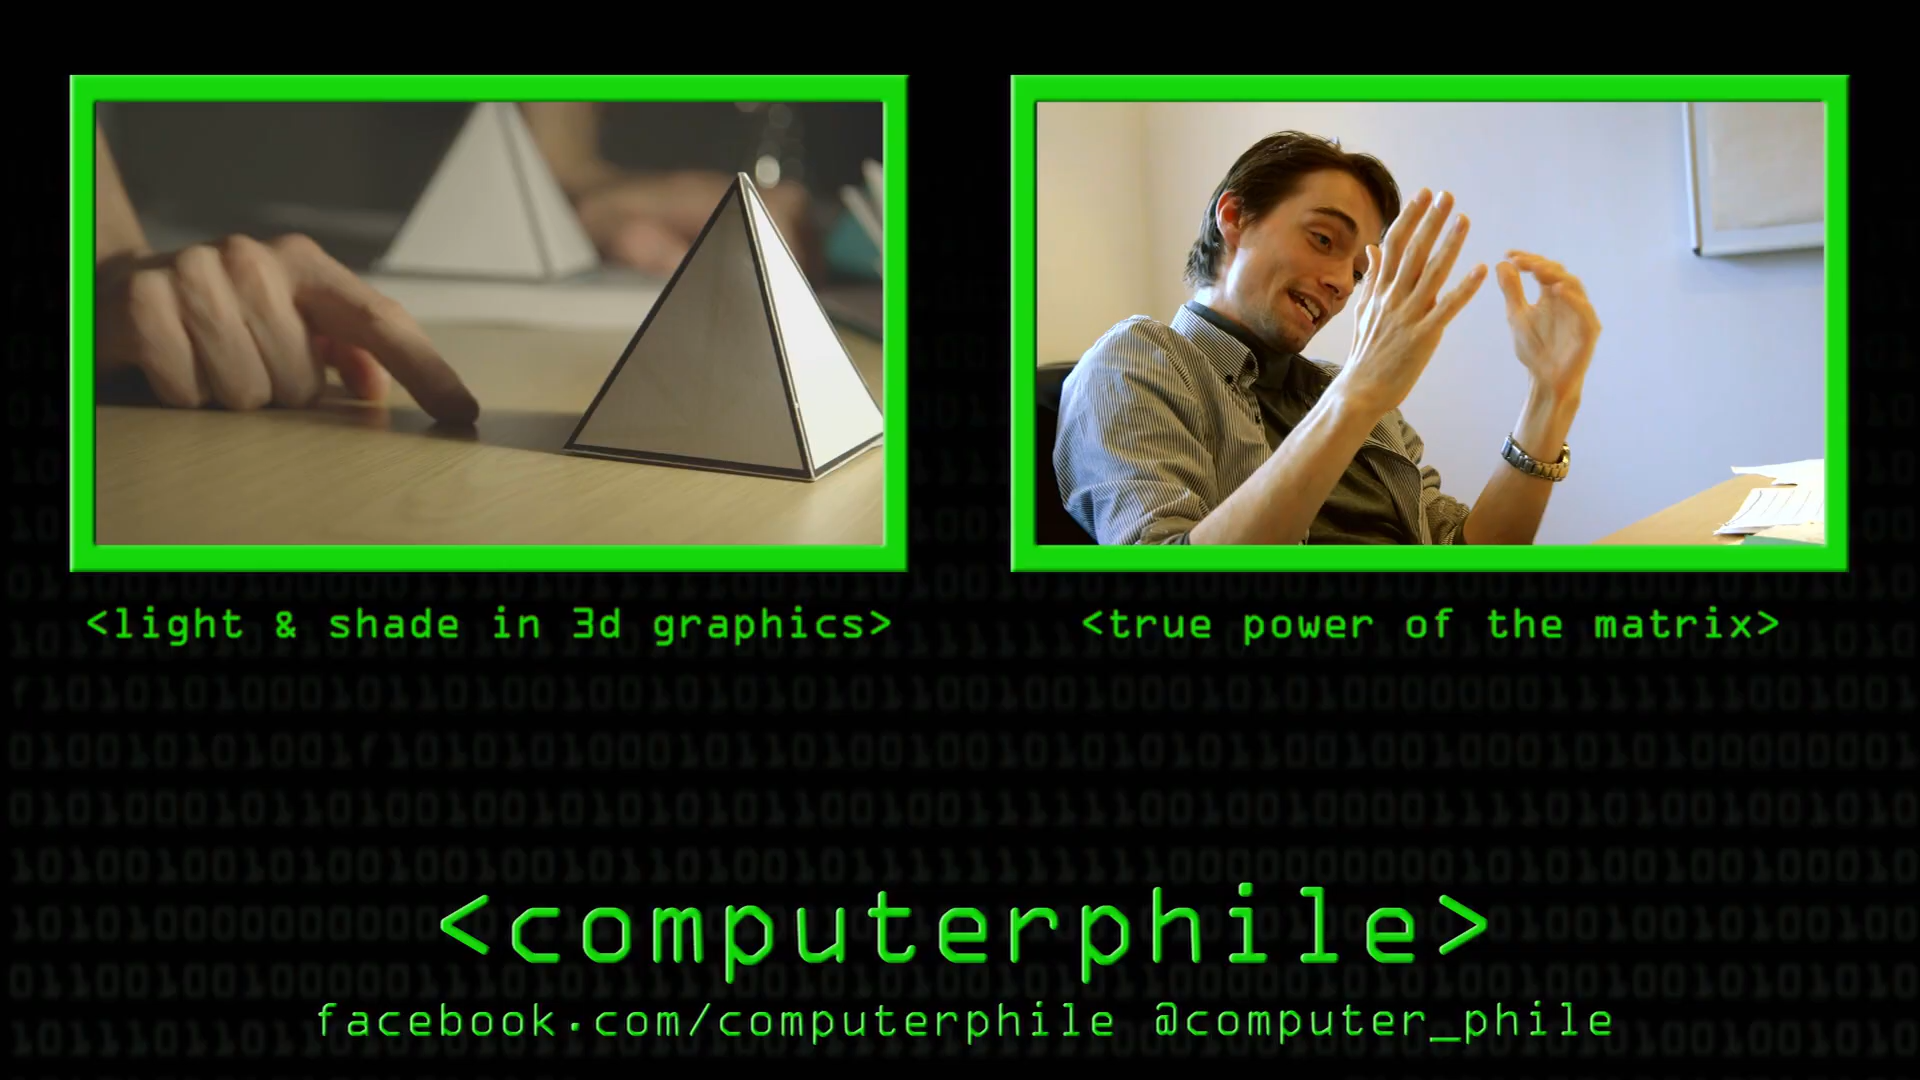 <light & shade in 3d graphics>
<true power of the matrix>
<computerphile>
facebook.com/computerphile @computer_phile